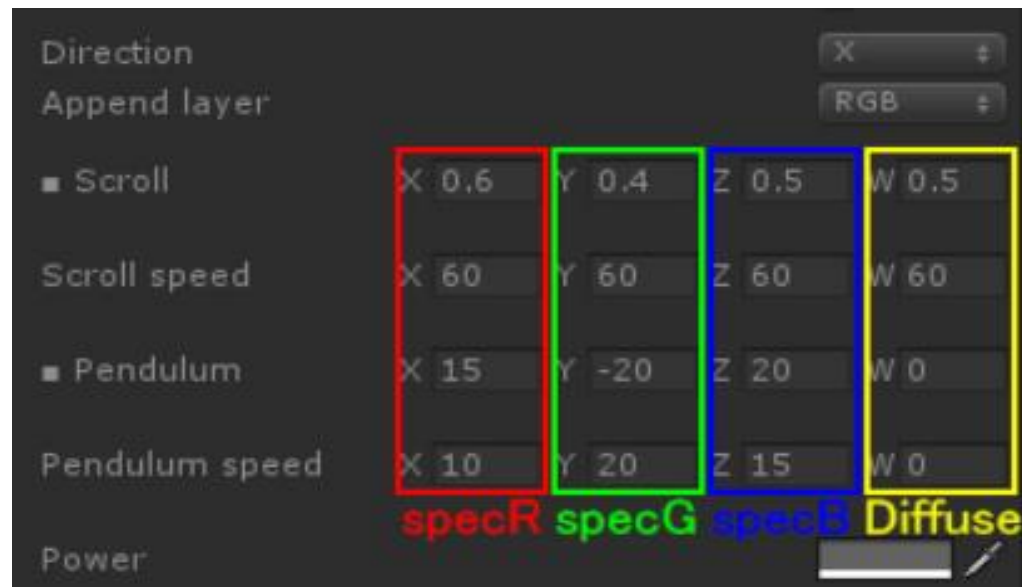 Direction X
Append layer RGB
■ Scroll X 0.6 Y 0.4 Z 0.5 W 0.5
Scroll speed X 60 Y 60 Z 60 W 60
■ Pendulum X 15 Y -20 Z 20 W 0
Pendulum speed X 10 Y 20 Z 15 W 0
specR specG specB Diffuse
Power